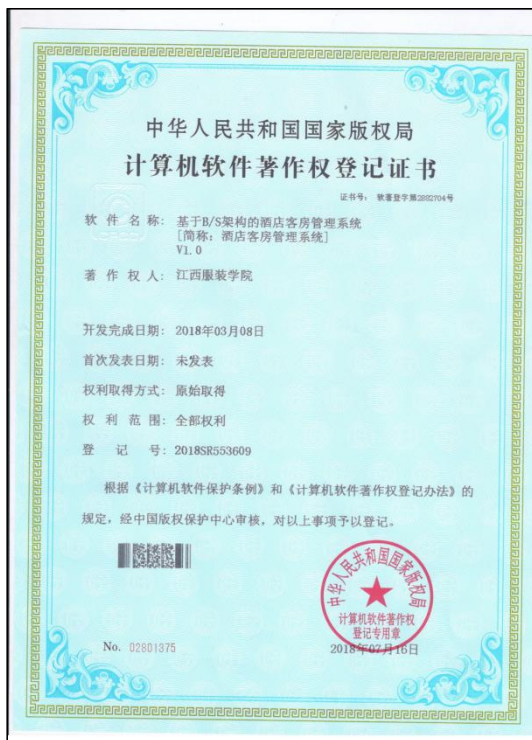 中华人民共和国国家版权局
计算机软件著作权登记证书
证书号： 软著登字第2882704号
软 件 名 称： 基于B/S架构的酒店客房管理系统
[简称：酒店客房管理系统]
V1.0
著 作 权 人： 江西服装学院
开发完成日期： 2018年03月08日
首次发表日期： 未发表
权利取得方式： 原始取得
权 利 范 围： 全部权利
登 记 号： 2018SR553609
根据《计算机软件保护条例》和《计算机软件著作权登记办法》的
规定，经中国版权保护中心审核，对以上事项予以登记。
中华人民共和国国家版权局
计算机软件著作权
登记专用章
No. 02801375
2018年07月16日